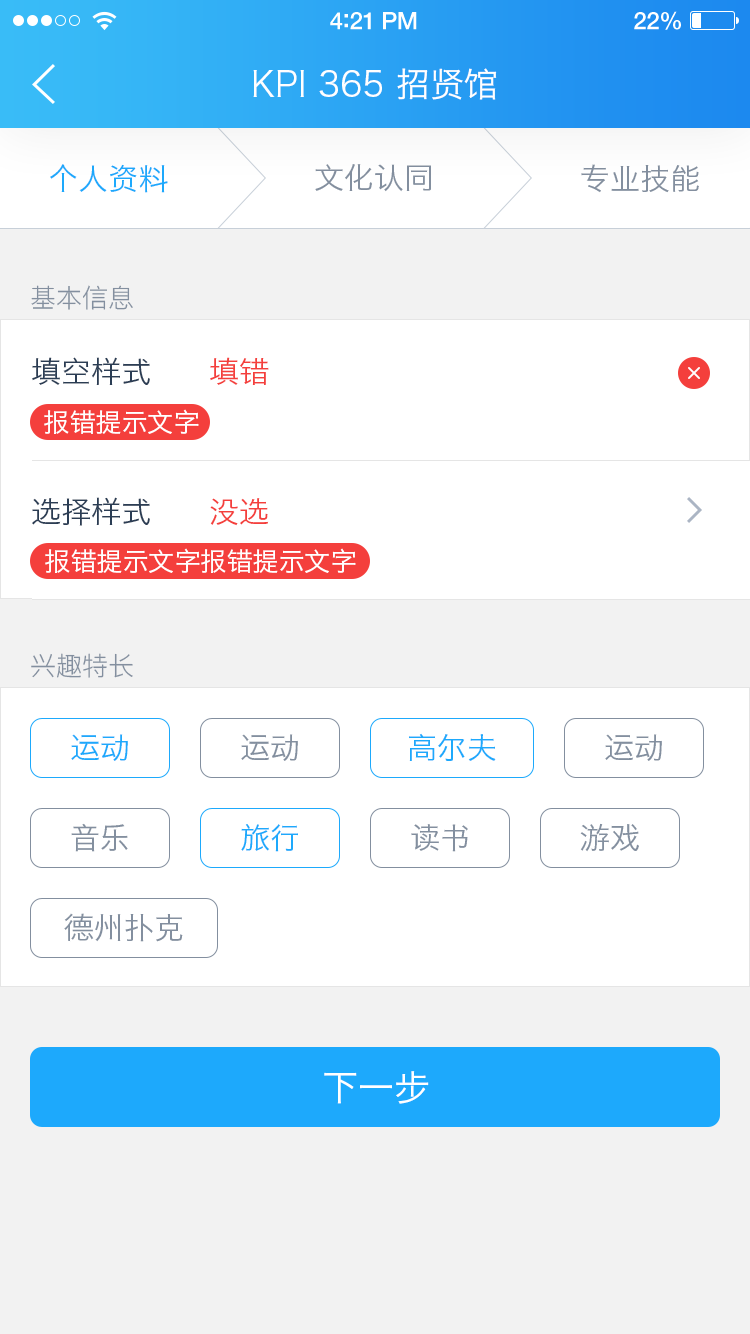 4:21 PM 22%
KPI 365 招贤馆
个人资料 文化认同 专业技能
基本信息
填空样式 填错
报错提示文字
选择样式 没选
报错提示文字报错提示文字
兴趣特长
运动 运动 高尔夫 运动
音乐 旅行 读书 游戏
德州扑克
下一步